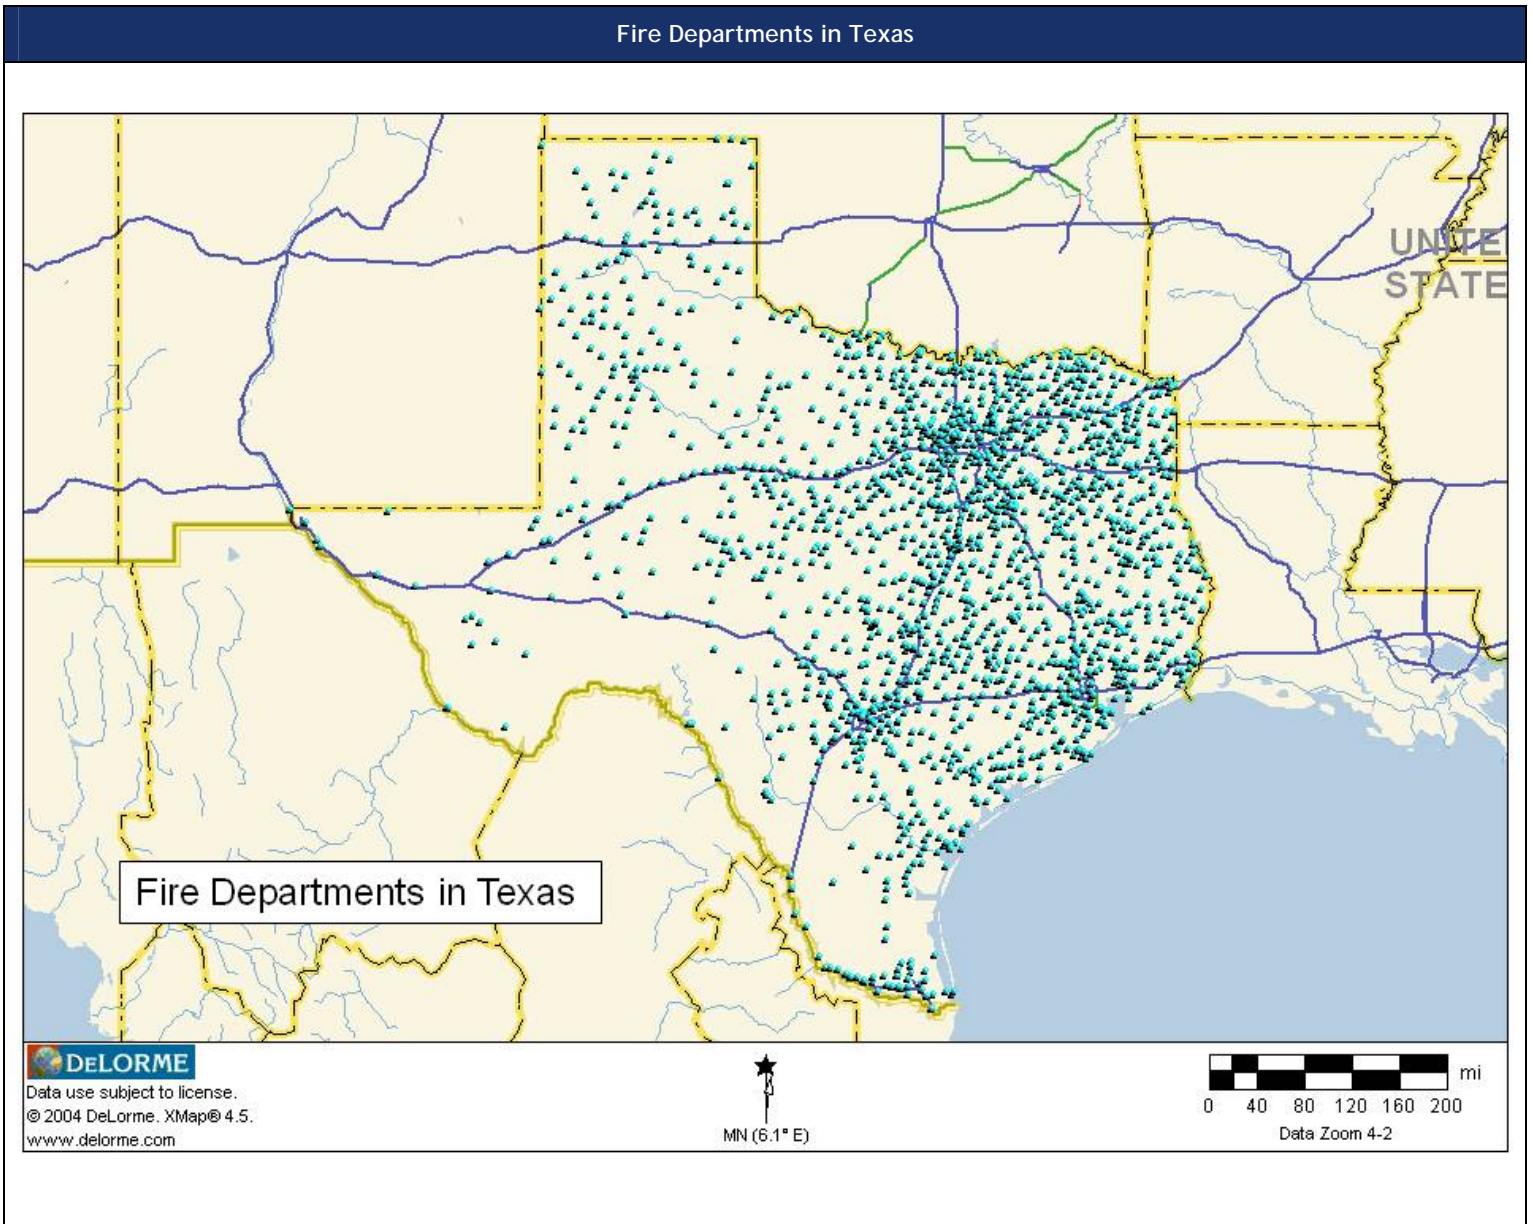 Fire Departments in Texas
UNITE
STATE
Fire Departments in Texas
DELORME
Data use subject to license.
© 2004 DeLorme. XMap® 4.5.
www.delorme.com
MN (6.1° E)
mi
0 40 80 120 160 200
Data Zoom 4-2